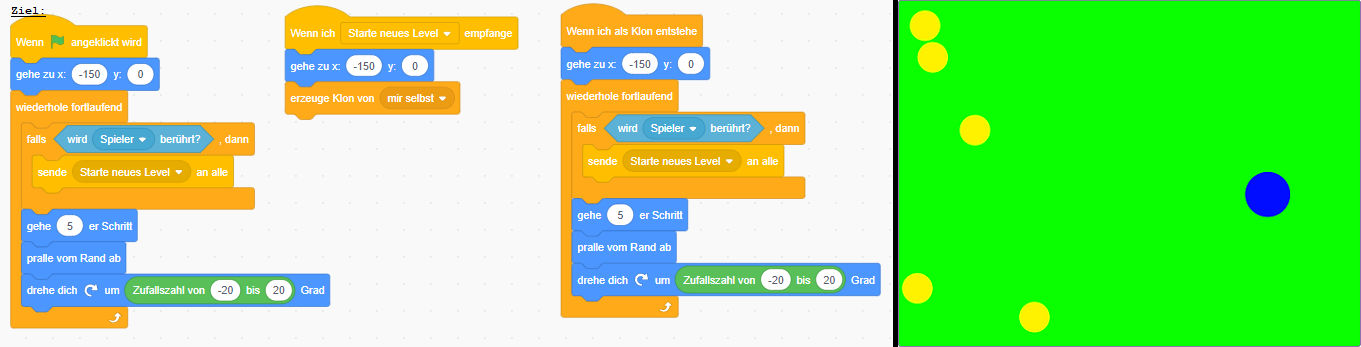 Ziel:
Wenn angeklickt wird
gehe zu x: -150 y: 0
wiederhole fortlaufend
falls wird Spieler berührt? , dann
sende Starte neues Level an alle
gehe 5 er Schritt
pralle vom Rand ab
drehe dich um Zufallszahl von -20 bis 20 Grad
Wenn ich Starte neues Level empfange
gehe zu x: -150 y: 0
erzeuge Klon von mir selbst
Wenn ich als Klon entstehe
gehe zu x: -150 y: 0
wiederhole fortlaufend
falls wird Spieler berührt? , dann
sende Starte neues Level an alle
gehe 5 er Schritt
pralle vom Rand ab
drehe dich um Zufallszahl von -20 bis 20 Grad